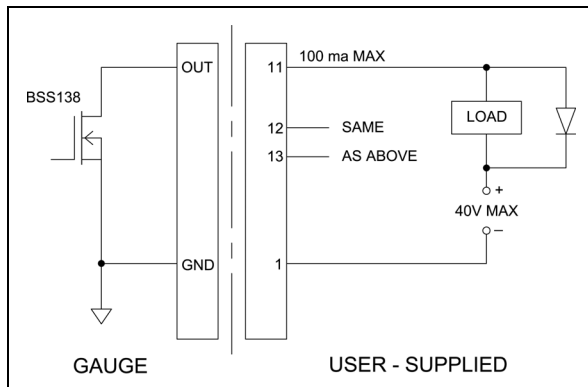 OUT
11
100 ma MAX
BSS138
LOAD
12
SAME
13
AS ABOVE
+
40V MAX
–
GND
1
GAUGE
USER - SUPPLIED